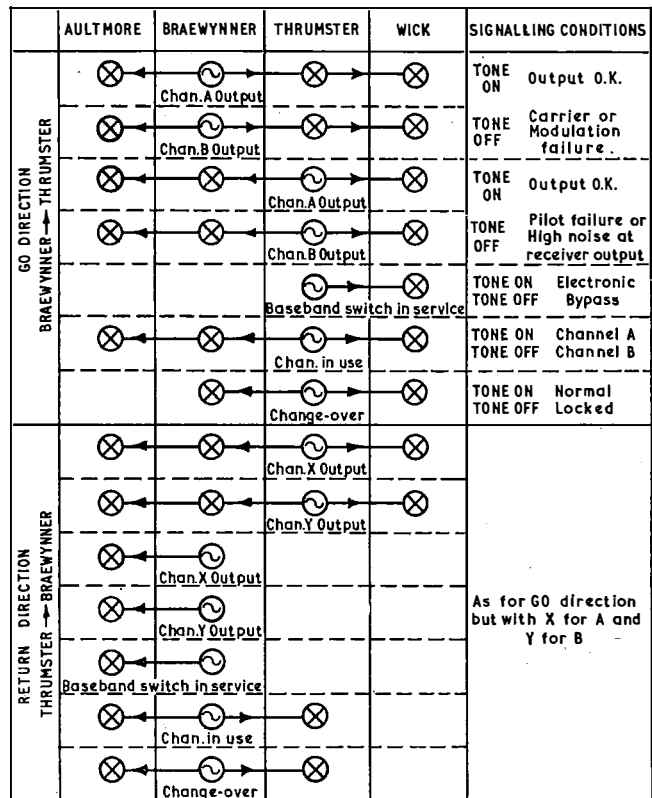 AULTMORE BRAEWYNNER THRUMSTER WICK SIGNALLING CONDITIONS
GO DIRECTION
BRAEWYNNER → THRUMSTER
Chan.A Output
TONE ON Output O.K.
Chan.B Output
TONE OFF Carrier or Modulation failure.
Chan.A Output
TONE ON Output O.K.
Chan.B Output
TONE OFF Pilot failure or High noise at receiver output
Baseband switch in service
TONE ON Electronic
TONE OFF Bypass
Chan. in use
TONE ON Channel A
TONE OFF Channel B
Change-over
TONE ON Normal
TONE OFF Locked
RETURN DIRECTION
THRUMSTER → BRAEWYNNER
Chan.X Output
Chan.Y Output
Chan.X Output
Chan.Y Output
Baseband switch in service
Chan.in use
Change-over
As for GO direction
but with X for A and
Y for B